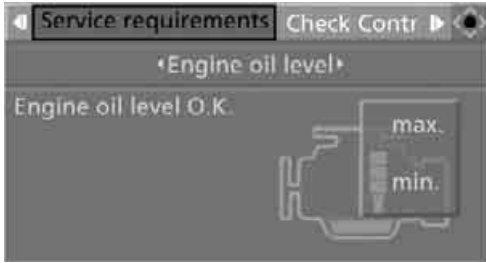 Service requirements Check Contr
Engine oil level
Engine oil level O.K.
max.
min.